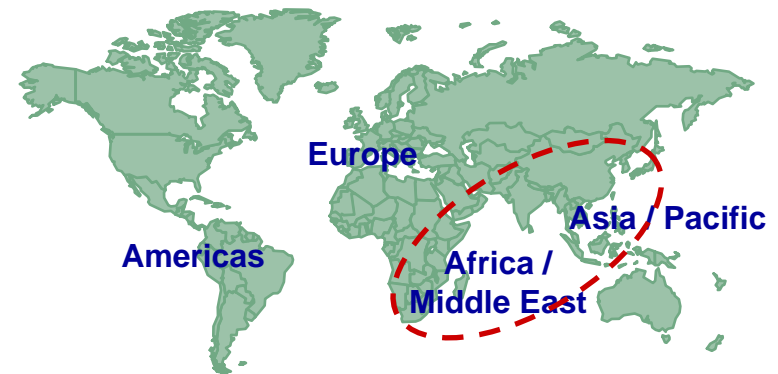 Europe
Asia / Pacific
Americas
Africa /
Middle East